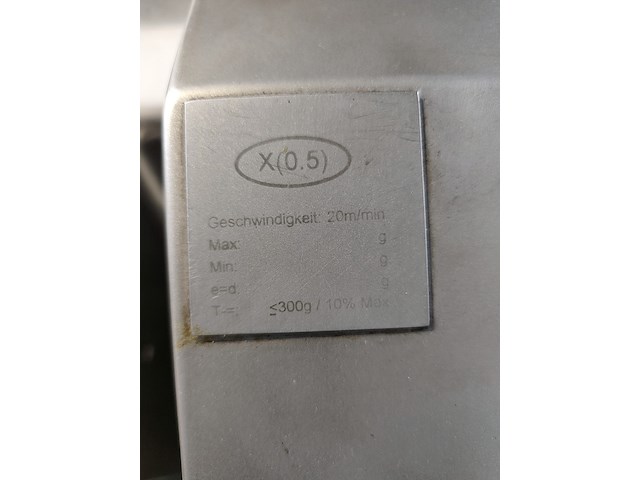 X(0.5)
Geschwindigkeit: 20m/min
Max: g
Min: g
e=d: g
T-=: ≤300g / 10% Max